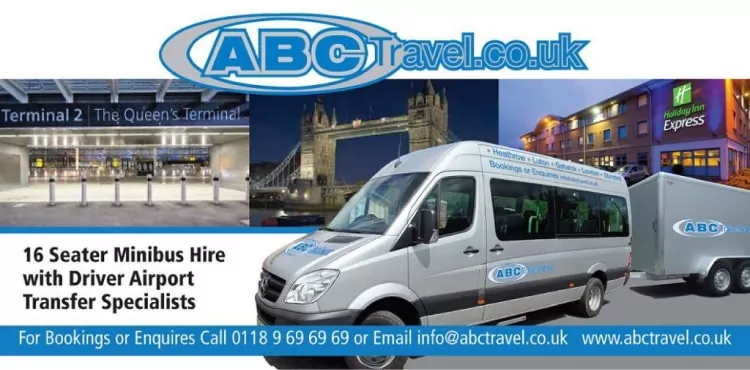 ABCTravel.co.uk
Terminal 2 | The Queen's Terminal
Holiday Inn
Express
Heathrow • Luton • Gatwick • London • Stansted
Bookings or Enquiries
ABC
ABC
ABC
16 Seater Minibus Hire
with Driver Airport
Transfer Specialists
For Bookings or Enquires Call 0118 9 69 69 69 or Email info@abctravel.co.uk www.abctravel.co.uk